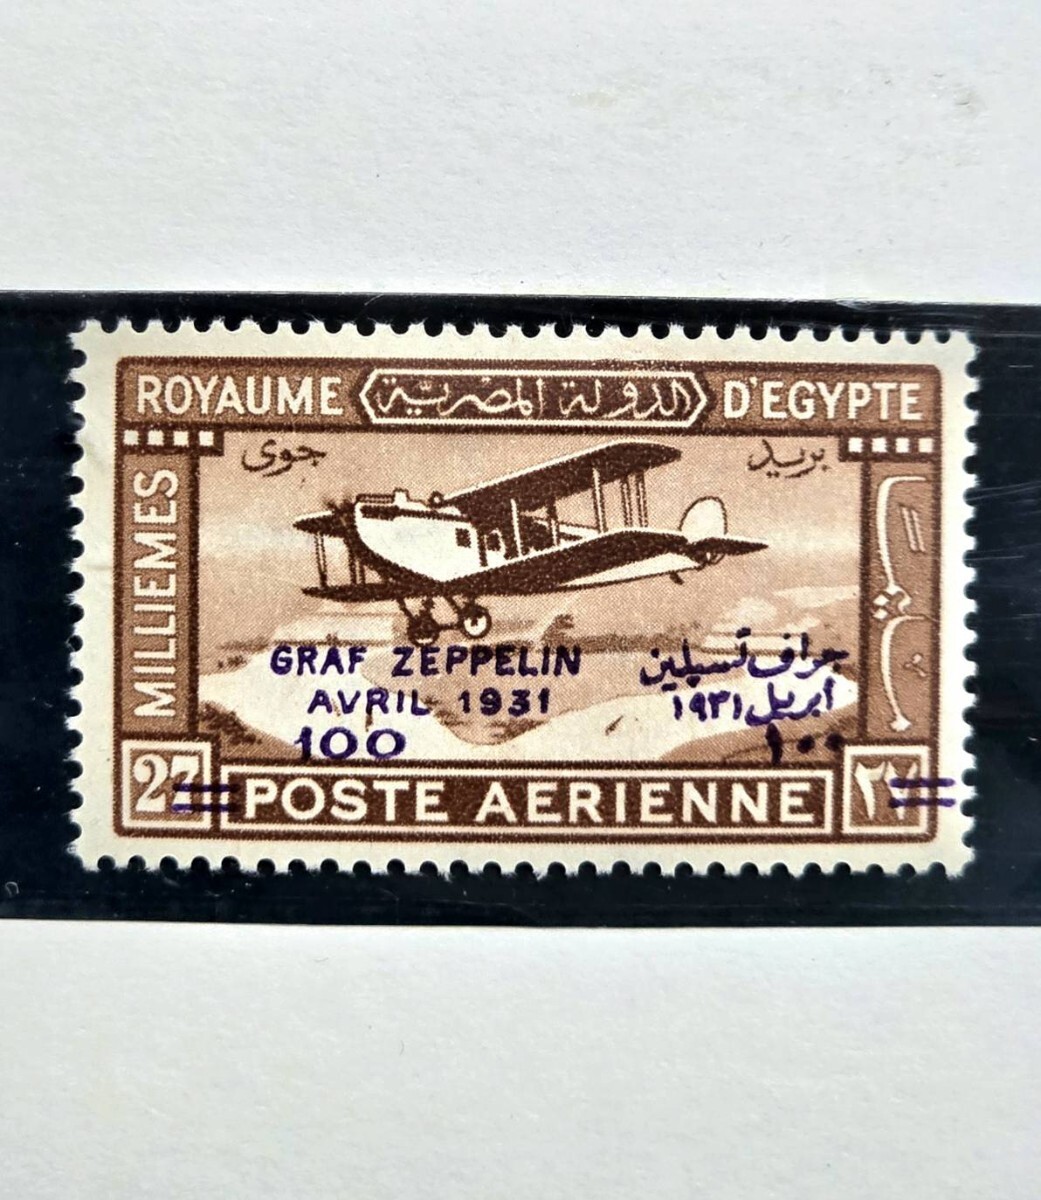 ROYAUME الدولة المصرية D'EGYPTE
بريد جوى
MILLIEMES
مليمات
GRAF ZEPPELIN
AVRIL 1931
100
جراف تسپلين
ابريل ١٩٣١
١٠٠
27 POSTE AERIENNE ٢٧